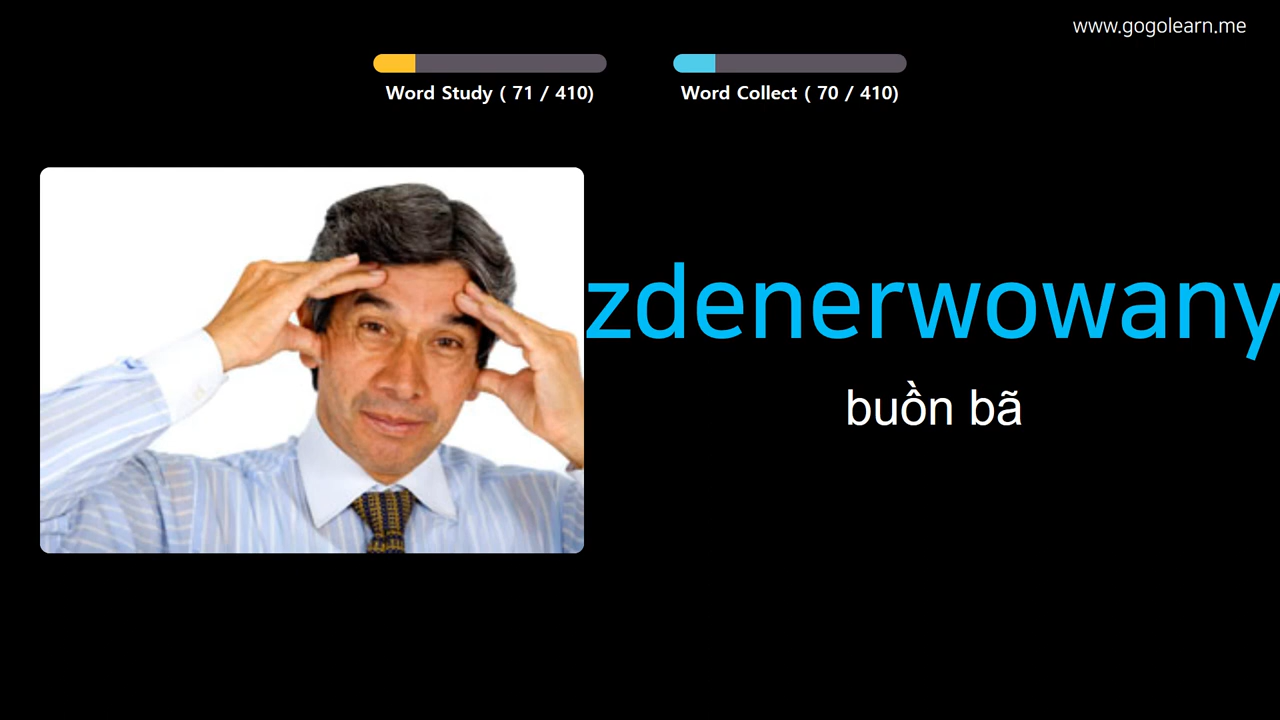 www.gogolearn.me
Word Study ( 71 / 410)
Word Collect ( 70 / 410)
zdenerwowany
buồn bã